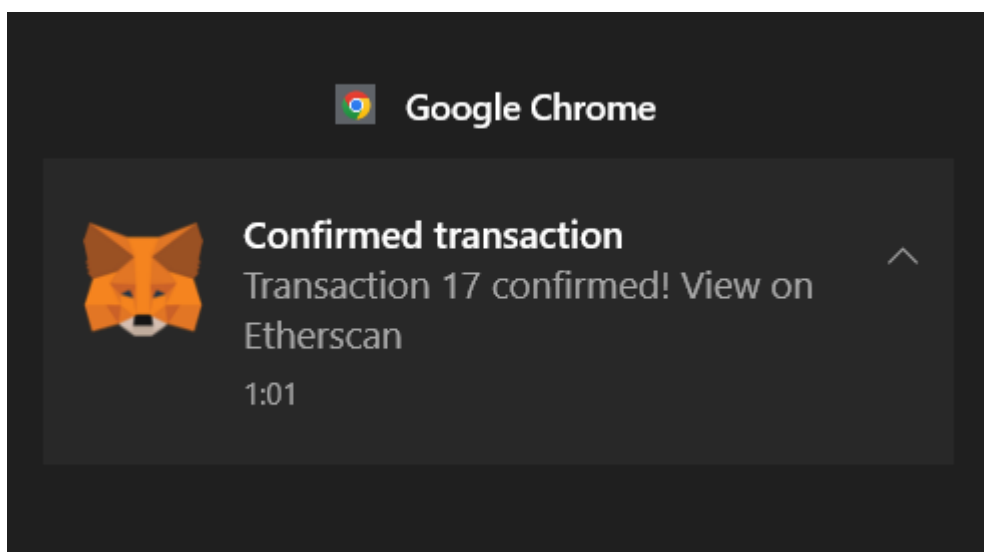 Google Chrome
Confirmed transaction
Transaction 17 confirmed! View on
Etherscan
1:01